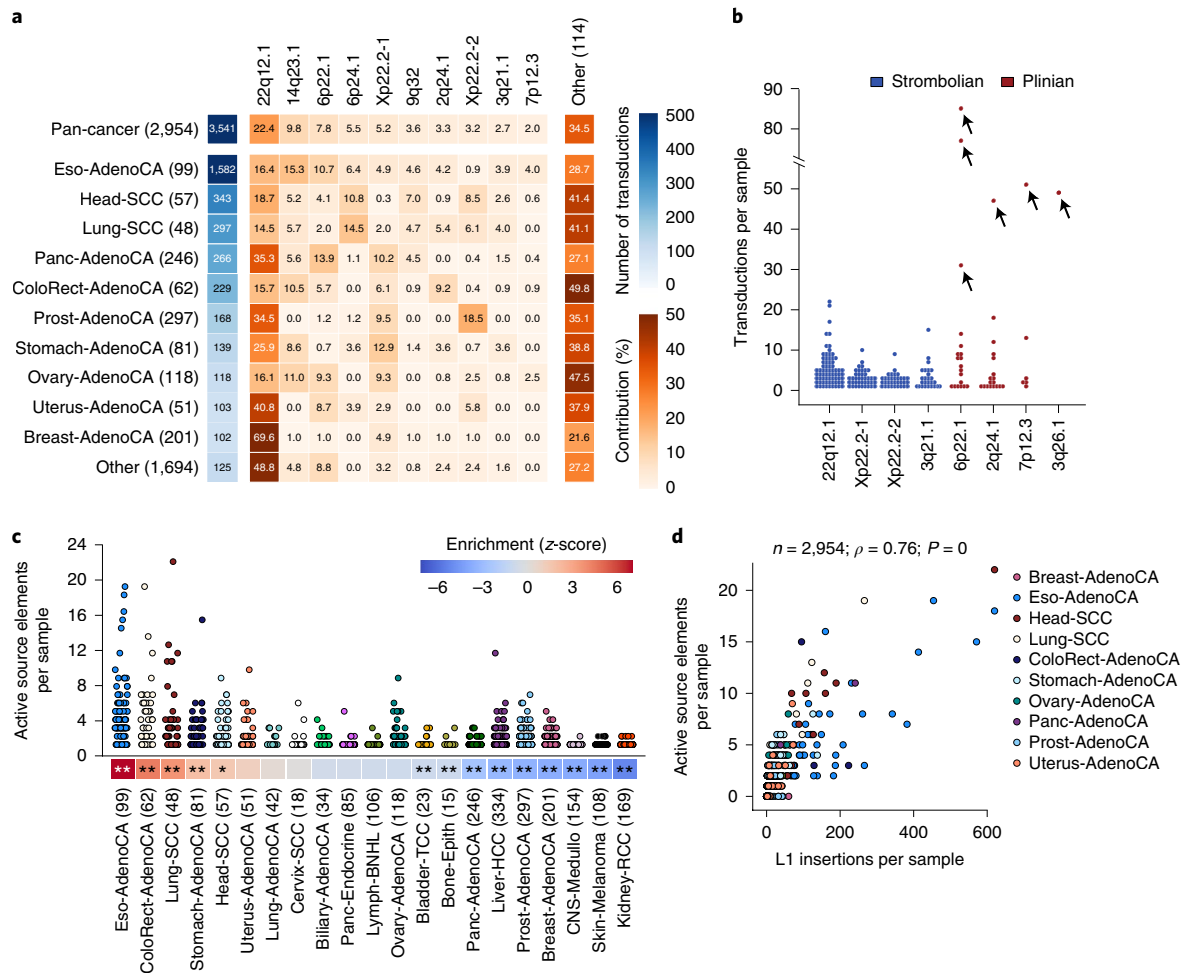 a
22q12.1 14q23.1 6p22.1 6p24.1 Xp22.2-1 9q32 2q24.1 Xp22.2-2 3q21.1 7p12.3 Other (114)
Pan-cancer (2,954) 3,541 22.4 9.8 7.8 5.5 5.2 3.6 3.3 3.2 2.7 2.0 34.5
Eso-AdenoCA (99) 1,582 16.4 15.3 10.7 6.4 4.9 4.6 4.2 0.9 3.9 4.0 28.7
Head-SCC (57) 343 18.7 5.2 4.1 10.8 0.3 7.0 0.9 8.5 2.6 0.6 41.4
Lung-SCC (48) 297 14.5 5.7 2.0 14.5 2.0 4.7 5.4 6.1 4.0 0.0 41.1
Panc-AdenoCA (246) 266 35.3 5.6 13.9 1.1 10.2 4.5 0.0 0.4 1.5 0.4 27.1
ColoRect-AdenoCA (62) 229 15.7 10.5 5.7 0.0 6.1 0.9 9.2 0.4 0.9 0.9 49.8
Prost-AdenoCA (297) 168 34.5 0.0 1.2 1.2 9.5 0.0 0.0 18.5 0.0 0.0 35.1
Stomach-AdenoCA (81) 139 25.9 8.6 0.7 3.6 12.9 1.4 3.6 0.7 3.6 0.0 38.8
Ovary-AdenoCA (118) 118 16.1 11.0 9.3 0.0 9.3 0.0 0.8 2.5 0.8 2.5 47.5
Uterus-AdenoCA (51) 103 40.8 0.0 8.7 3.9 2.9 0.0 0.0 5.8 0.0 0.0 37.9
Breast-AdenoCA (201) 102 69.6 1.0 1.0 0.0 4.9 1.0 1.0 1.0 0.0 0.0 21.6
Other (1,694) 125 48.8 4.8 8.8 0.0 3.2 0.8 2.4 2.4 1.6 0.0 27.2
Number of transductions
500
400
300
200
100
0
Contribution (%)
50
40
30
20
10
0
b
Strombolian Plinian
Transductions per sample
90
80
50
40
30
20
10
0
22q12.1 Xp22.2-1 Xp22.2-2 3q21.1 6p22.1 2q24.1 7p12.3 3q26.1
c
Enrichment (z-score)
−6 −3 0 3 6
Active source elements
per sample
24
20
16
12
8
4
0
** ** ** ** * ** ** ** ** ** ** ** ** **
Eso-AdenoCA (99)
ColoRect-AdenoCA (62)
Lung-SCC (48)
Stomach-AdenoCA (81)
Head-SCC (57)
Uterus-AdenoCA (51)
Lung-AdenoCA (42)
Cervix-SCC (18)
Biliary-AdenoCA (34)
Panc-Endocrine (85)
Lymph-BNHL (106)
Ovary-AdenoCA (118)
Bladder-TCC (23)
Bone-Epith (15)
Panc-AdenoCA (246)
Liver-HCC (334)
Prost-AdenoCA (297)
Breast-AdenoCA (201)
CNS-Medullo (154)
Skin-Melanoma (108)
Kidney-RCC (169)
d
n = 2,954; ρ = 0.76; P = 0
Active source elements
per sample
20
15
10
5
0
0 200 400 600
L1 insertions per sample
Breast-AdenoCA
Eso-AdenoCA
Head-SCC
Lung-SCC
ColoRect-AdenoCA
Stomach-AdenoCA
Ovary-AdenoCA
Panc-AdenoCA
Prost-AdenoCA
Uterus-AdenoCA